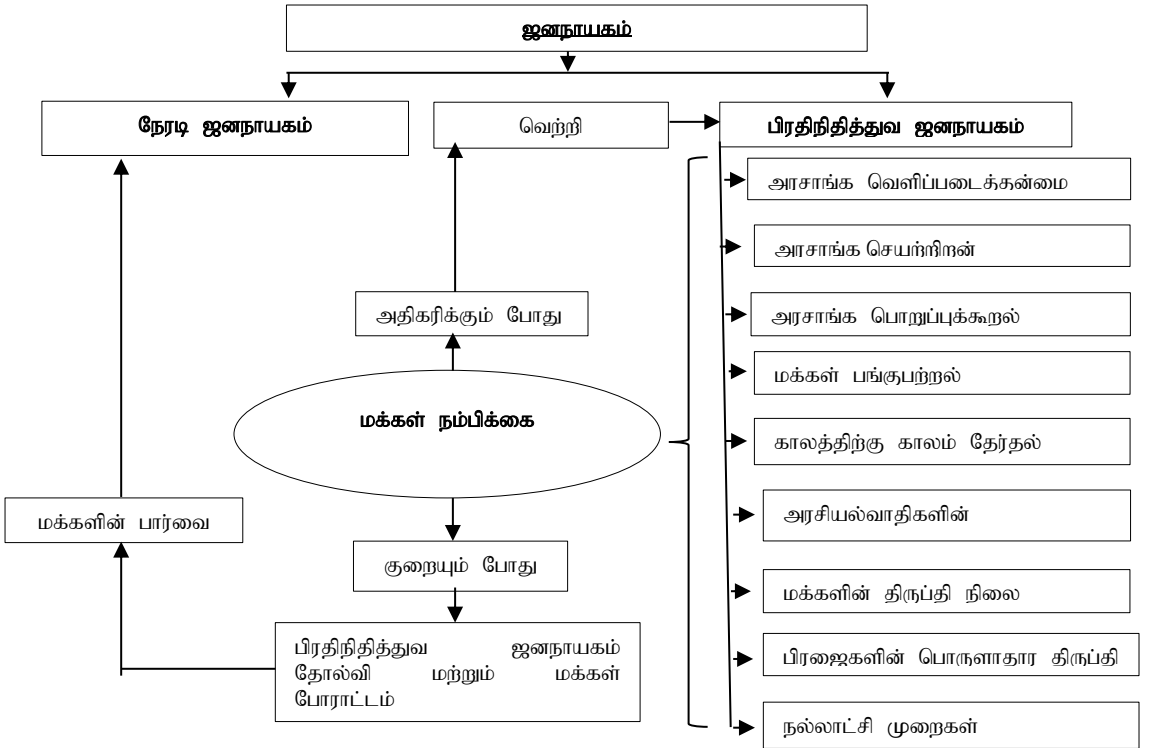 ஜனநாயகம்
நேரடி ஜனநாயகம்
வெற்றி
பிரதிநிதித்துவ ஜனநாயகம்
அரசாங்க வெளிப்படைத்தன்மை
அரசாங்க செயற்றிறன்
அதிகரிக்கும் போது
அரசாங்க பொறுப்புக்கூறல்
மக்கள் பங்குபற்றல்
மக்கள் நம்பிக்கை
காலத்திற்கு காலம் தேர்தல்
மக்களின் பார்வை
அரசியல்வாதிகளின்
குறையும் போது
மக்களின் திருப்தி நிலை
பிரதிநிதித்துவ ஜனநாயகம்
தோல்வி மற்றும் மக்கள்
போராட்டம்
பிரஜைகளின் பொருளாதார திருப்தி
நல்லாட்சி முறைகள்